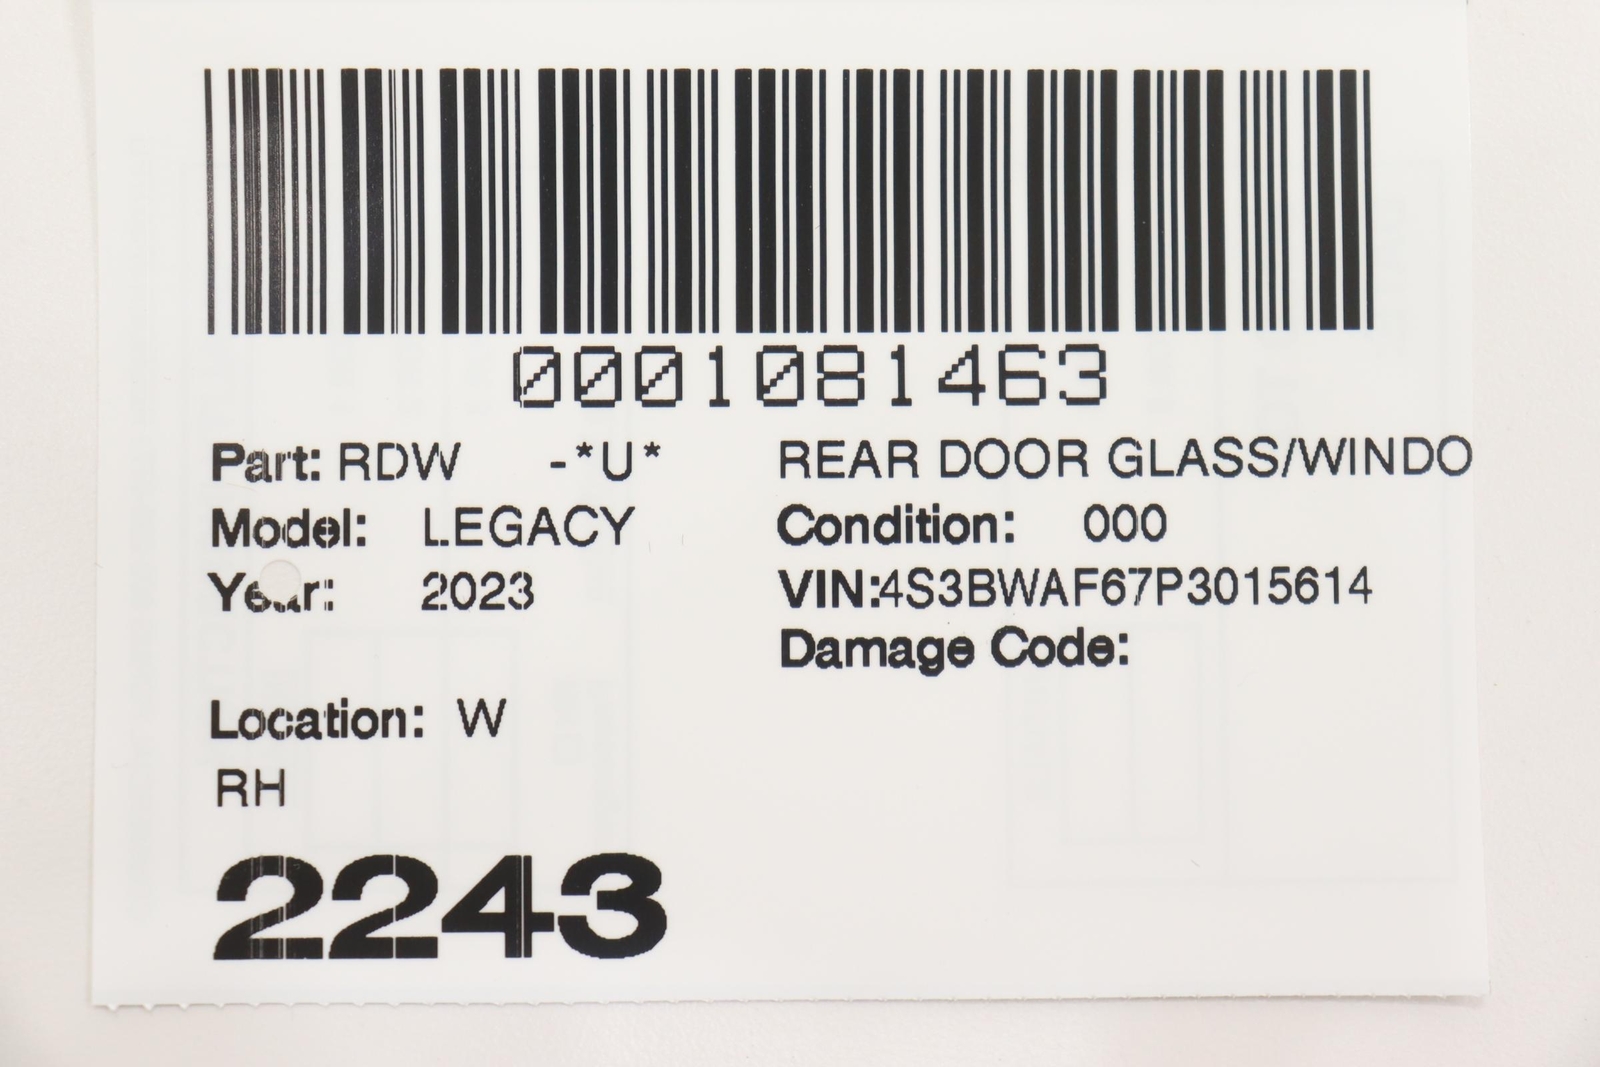 0001081463
Part: RDW -*U* REAR DOOR GLASS/WINDO
Model: LEGACY Condition: 000
Year: 2023 VIN:4S3BWAF67P3015614
Damage Code:
Location: W
RH
2243